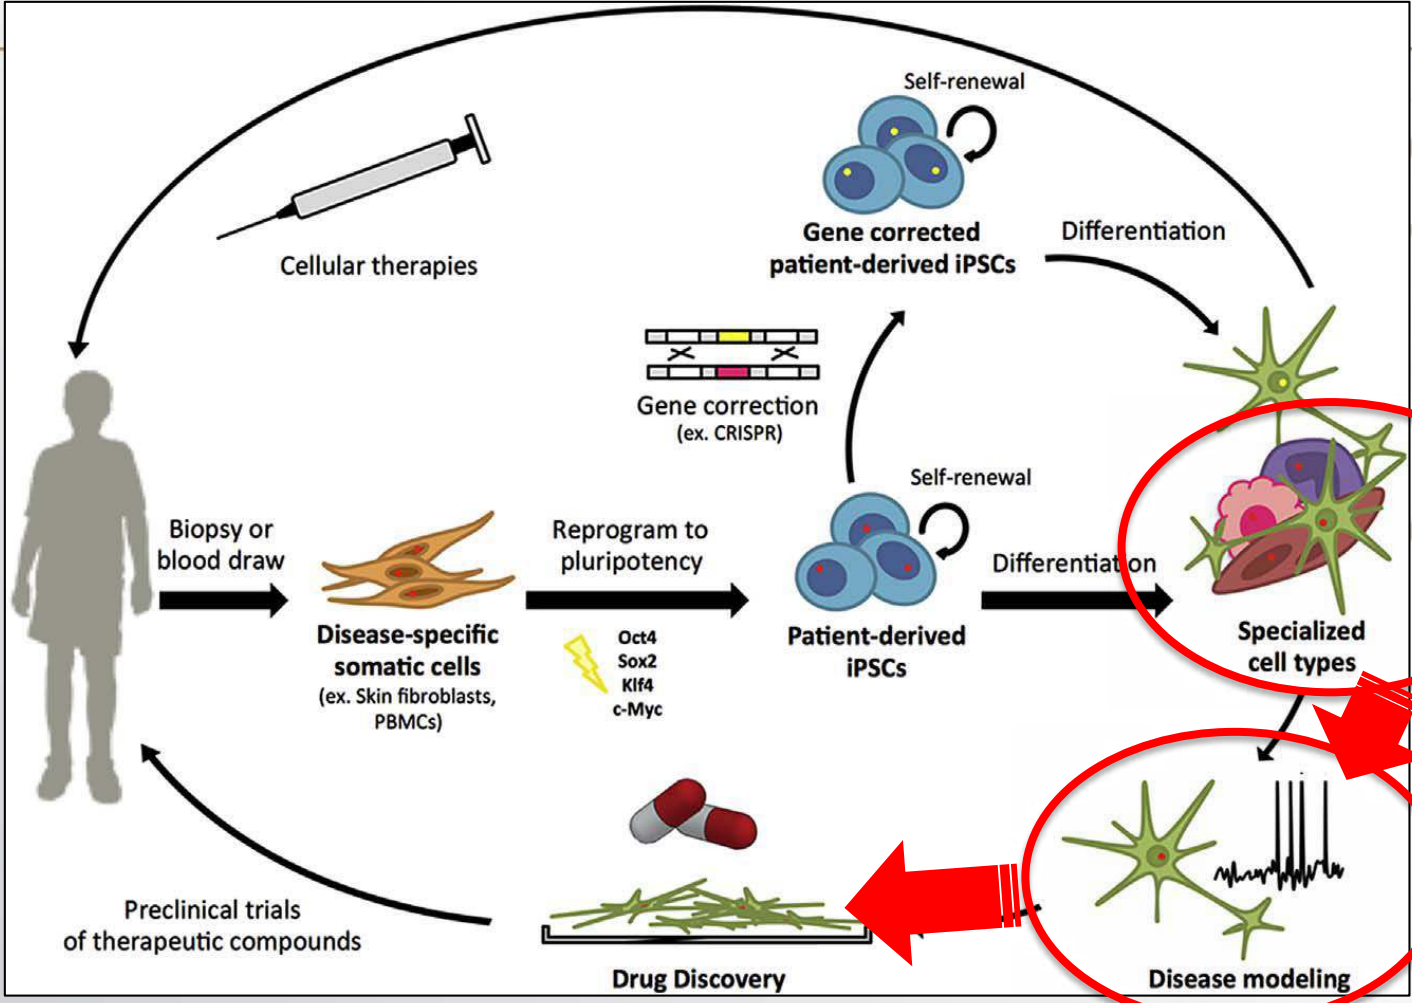 Self-renewal
Gene corrected
patient-derived iPSCs
Differentiation
Cellular therapies
Gene correction
(ex. CRISPR)
Self-renewal
Biopsy or
blood draw
Reprogram to
pluripotency
Differentiation
Disease-specific
somatic cells
(ex. Skin fibroblasts,
PBMCs)
Oct4
Sox2
Klf4
c-Myc
Patient-derived
iPSCs
Specialized
cell types
Preclinical trials
of therapeutic compounds
Drug Discovery
Disease modeling